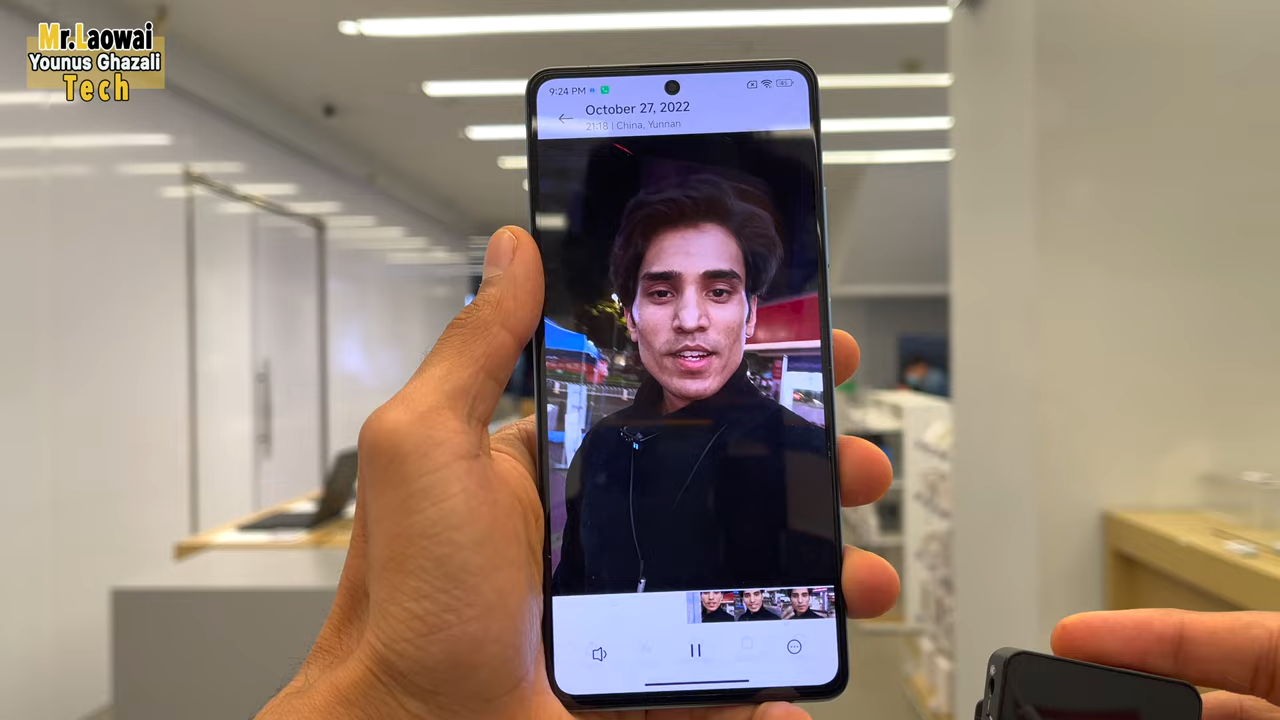 Mr.Laowai
Younus Ghazali
Tech
9:24 PM
October 27, 2022
21:18 | China, Yunnan